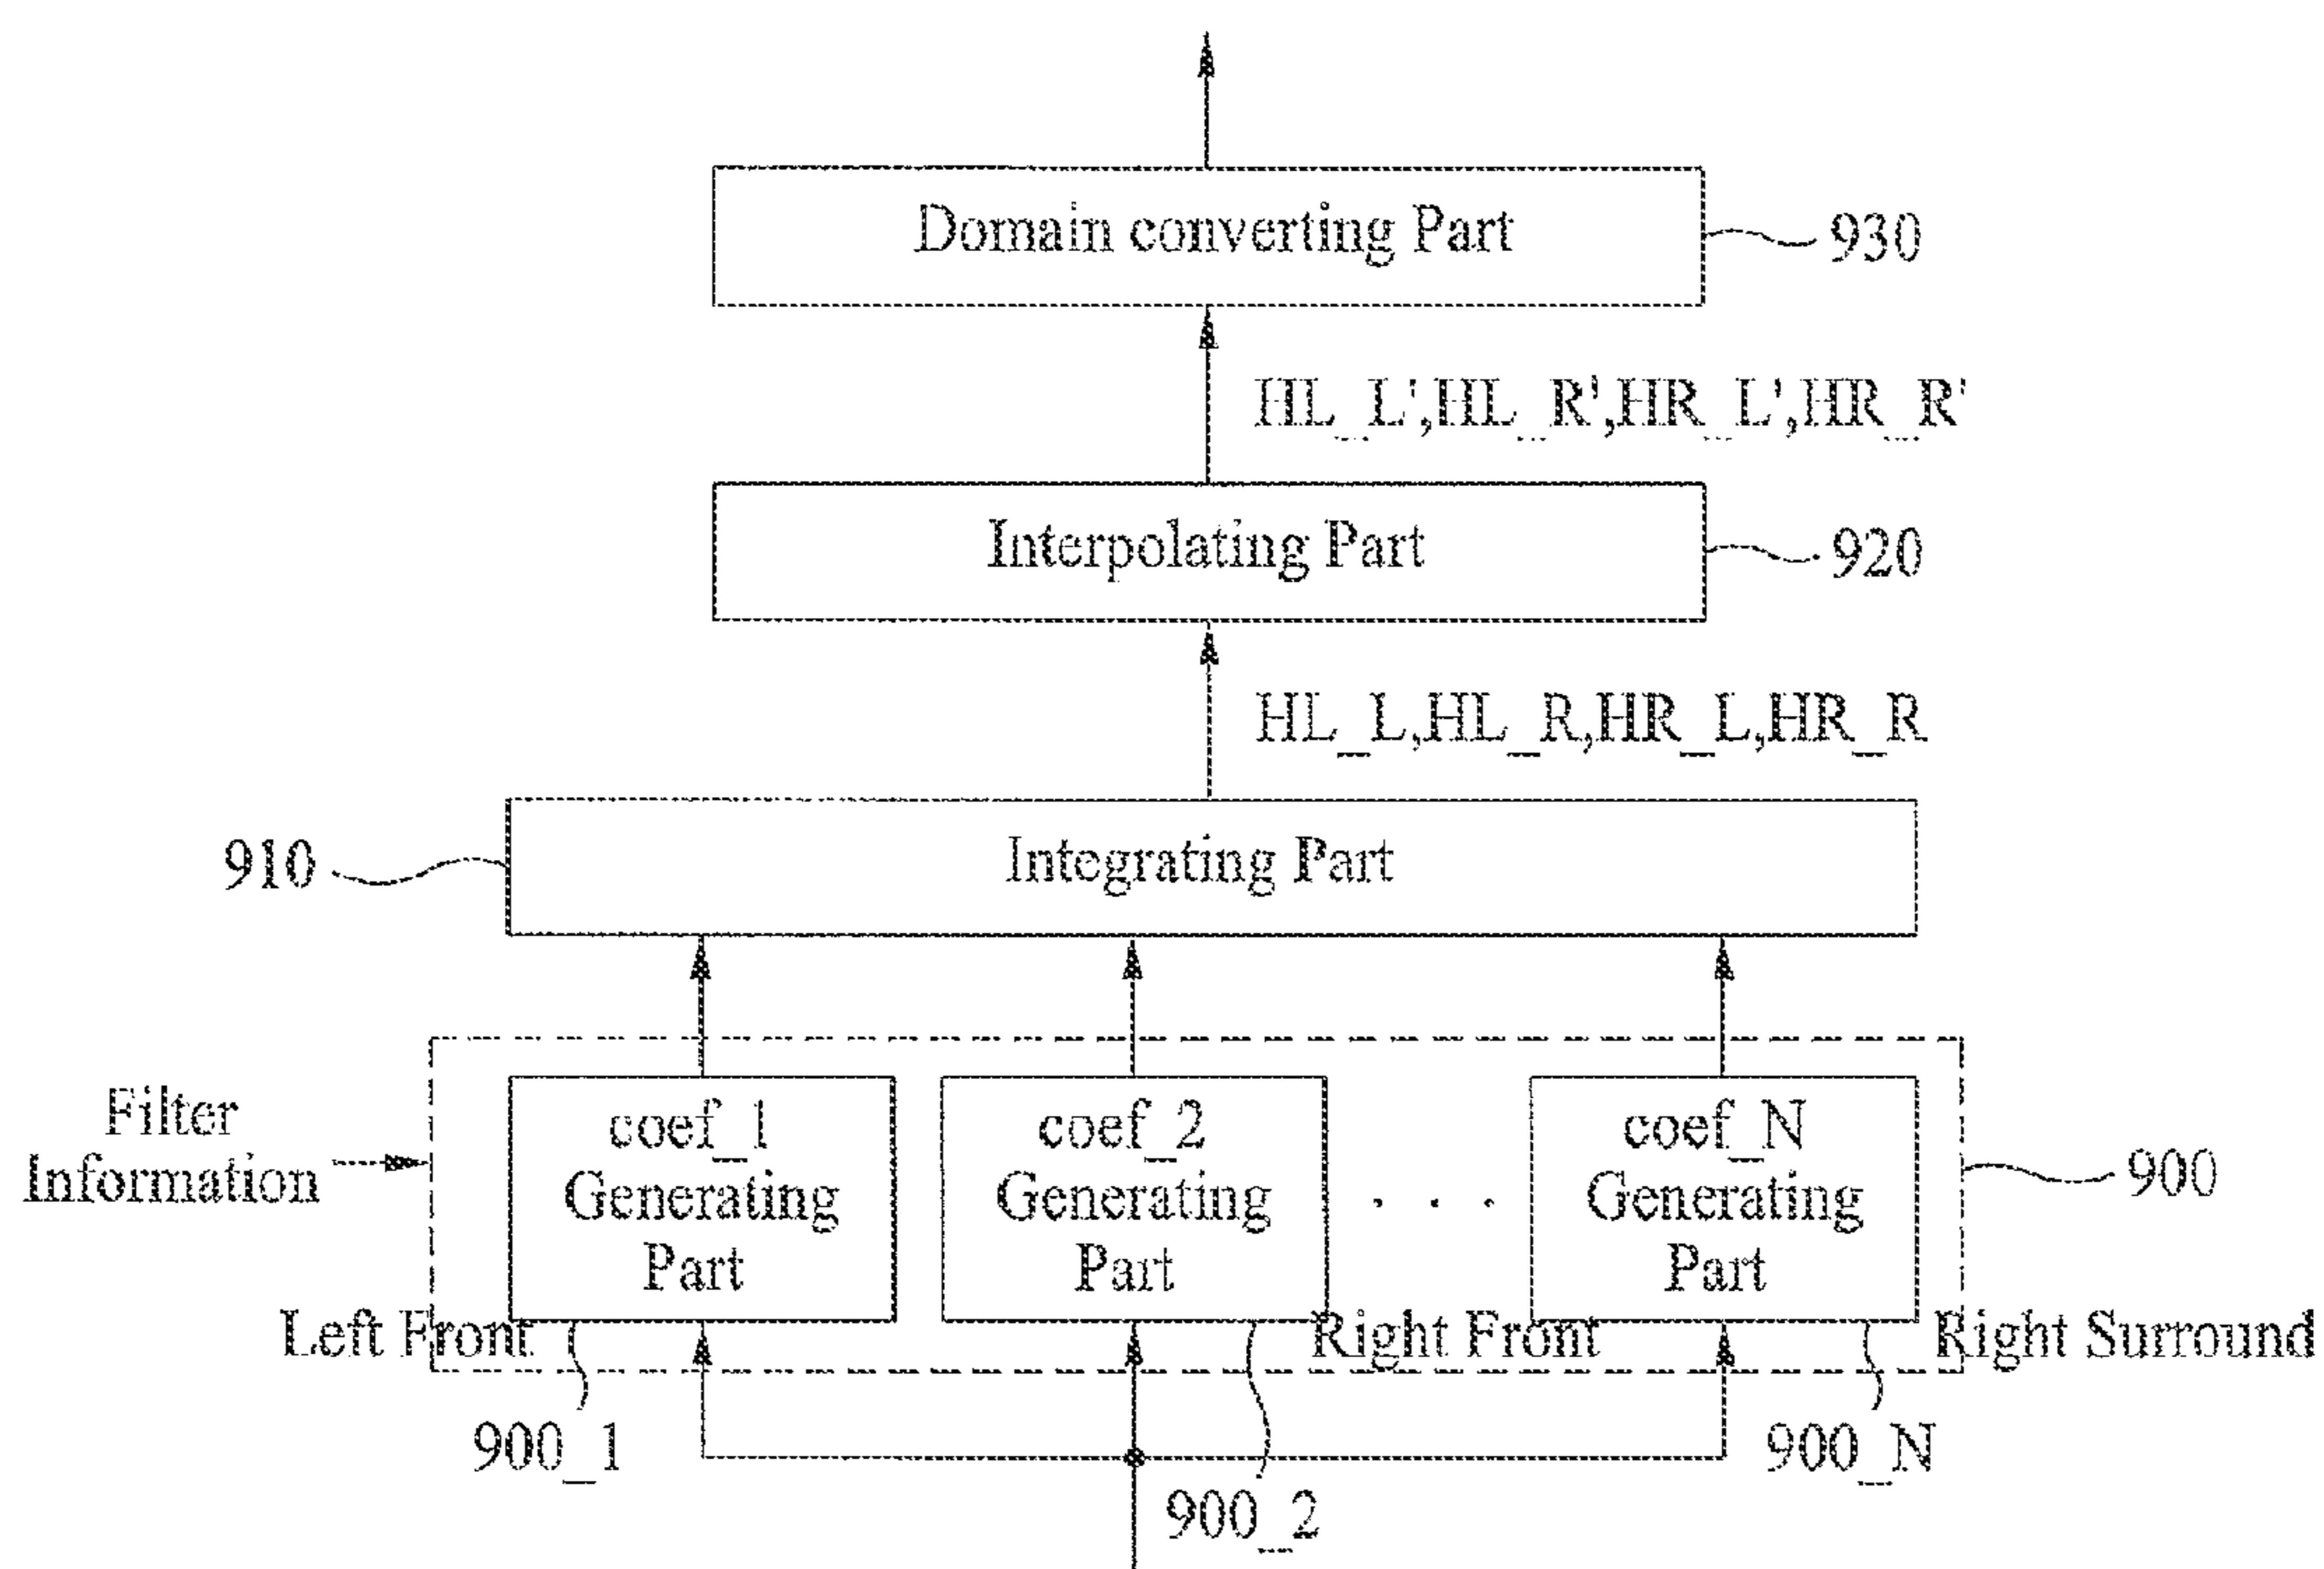 Domain converting Part
930
HL_L',HL_R',HR_L',HR_R'
Interpolating Part
920
HL_L,HL_R,HR_L,HR_R
910
Integrating Part
Filter
Information
coef_1
Generating
Part
coef_2
Generating
Part
. . .
coef_N
Generating
Part
900
Left Front
Right Front
Right Surround
900_1
900_2
900_N